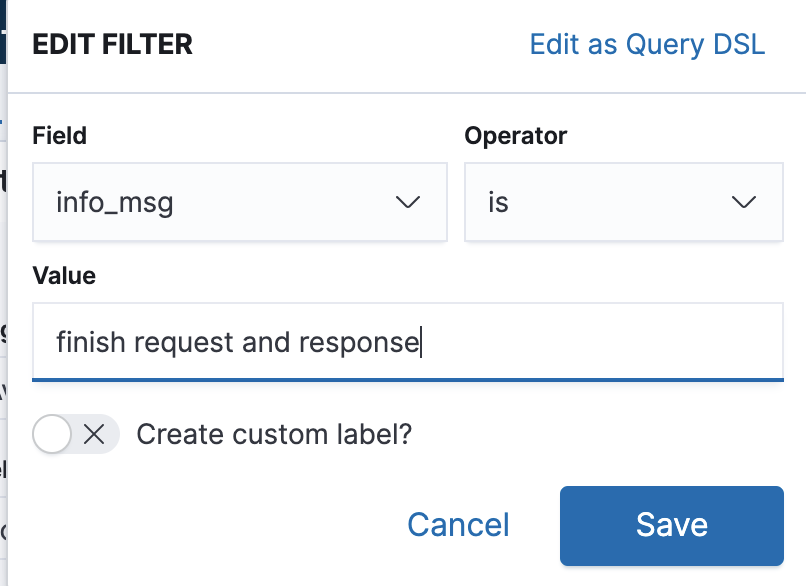 EDIT FILTER
Edit as Query DSL
Field
Operator
info_msg
is
Value
finish request and response
Create custom label?
Cancel
Save